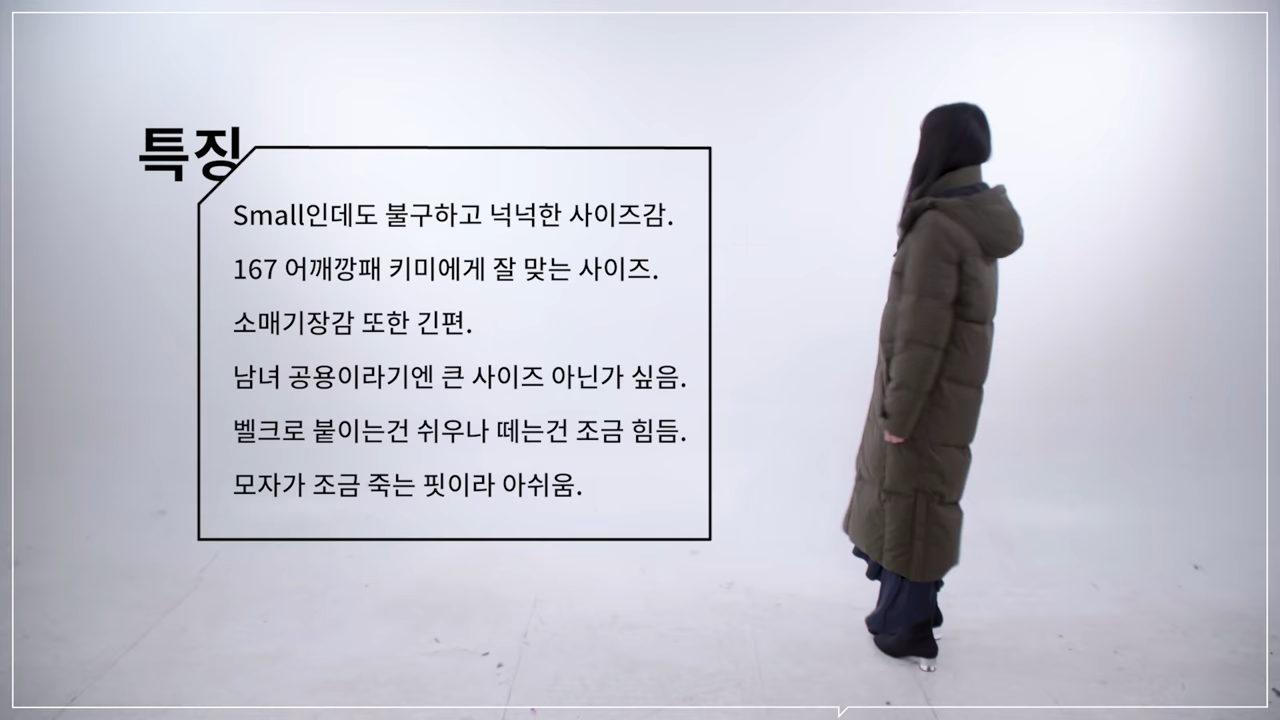 특징
Small인데도 불구하고 넉넉한 사이즈감.
167 어깨깡패 키미에게 잘 맞는 사이즈.
소매기장감 또한 긴편.
남녀 공용이라기엔 큰 사이즈 아닌가 싶음.
벨크로 붙이는건 쉬우나 떼는건 조금 힘듬.
모자가 조금 죽는 핏이라 아쉬움.